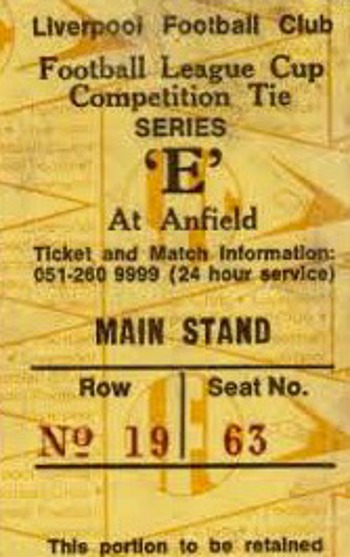 Liverpool Football Club
Football League Cup
Competition Tie
SERIES
'E'
At Anfield
Ticket and Match Information:
051-260 9999 (24 hour service)
MAIN STAND
Row Seat No.
Nº 19 63
This portion to be retained